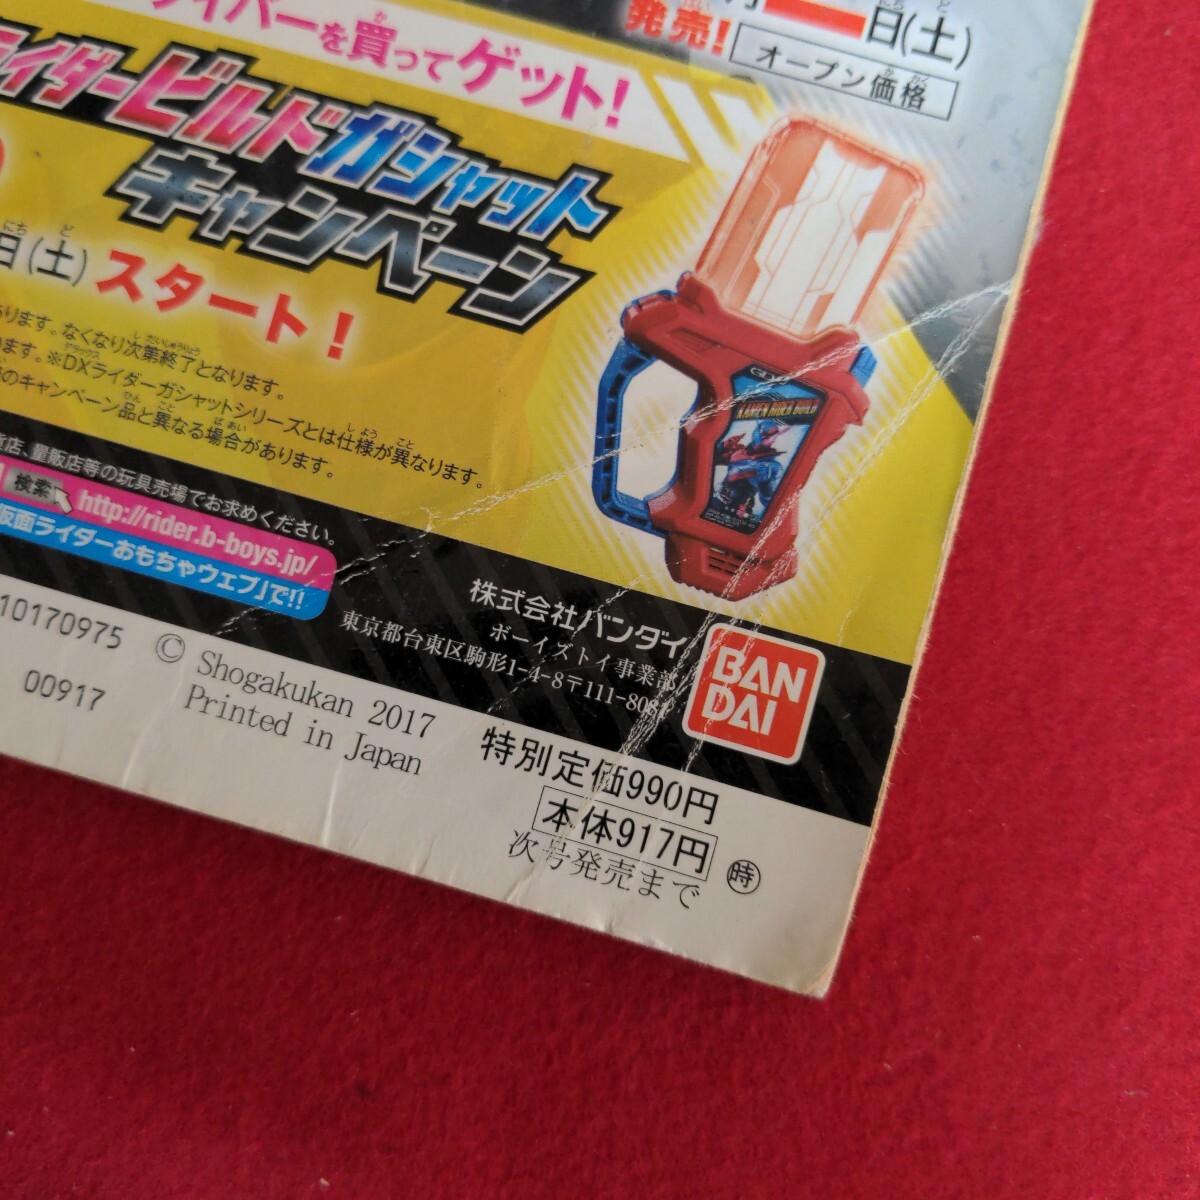 発売!
日(土)
オープン価格
イバーを買ってゲット!
ライダービルドガシャット
キャンペーン
日(土)スタート!
あります。なくなり次第終了となります。
ます。※DXライダーガシャットシリーズとは仕様が異なります。
のキャンペーン品と異なる場合があります。
KAMEN RIDER BUILD
貨店、量販店等の玩具売場でお求めください。
検索
http://rider.b-boys.jp/
仮面ライダーおもちゃウェブ」で!!
株式会社バンダイ
ボーイズトイ事業部
東京都台東区駒形1-4-8〒111-8081
BAN
DAI
10170975
00917
© Shogakukan 2017
Printed in Japan
特別定価990円
本体917円
次号発売まで
時